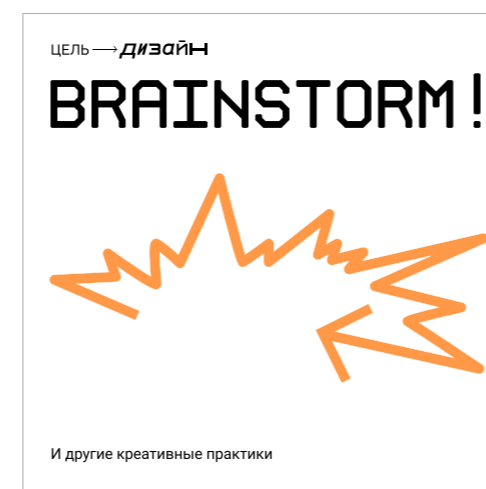 ЦЕЛЬ → дизайн
BRAINSTORM!
И другие креативные практики